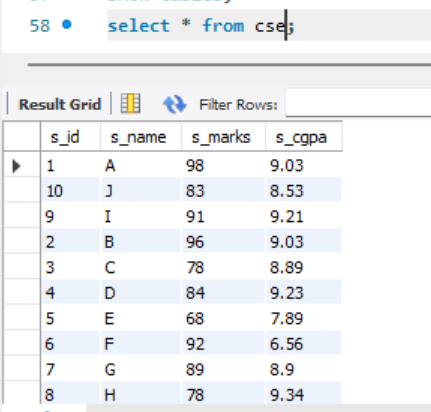 58 select * from cse;
Result Grid Filter Rows:
s_id s_name s_marks s_cgpa
1 A 98 9.03
10 J 83 8.53
9 I 91 9.21
2 B 96 9.03
3 C 78 8.89
4 D 84 9.23
5 E 68 7.89
6 F 92 6.56
7 G 89 8.9
8 H 78 9.34